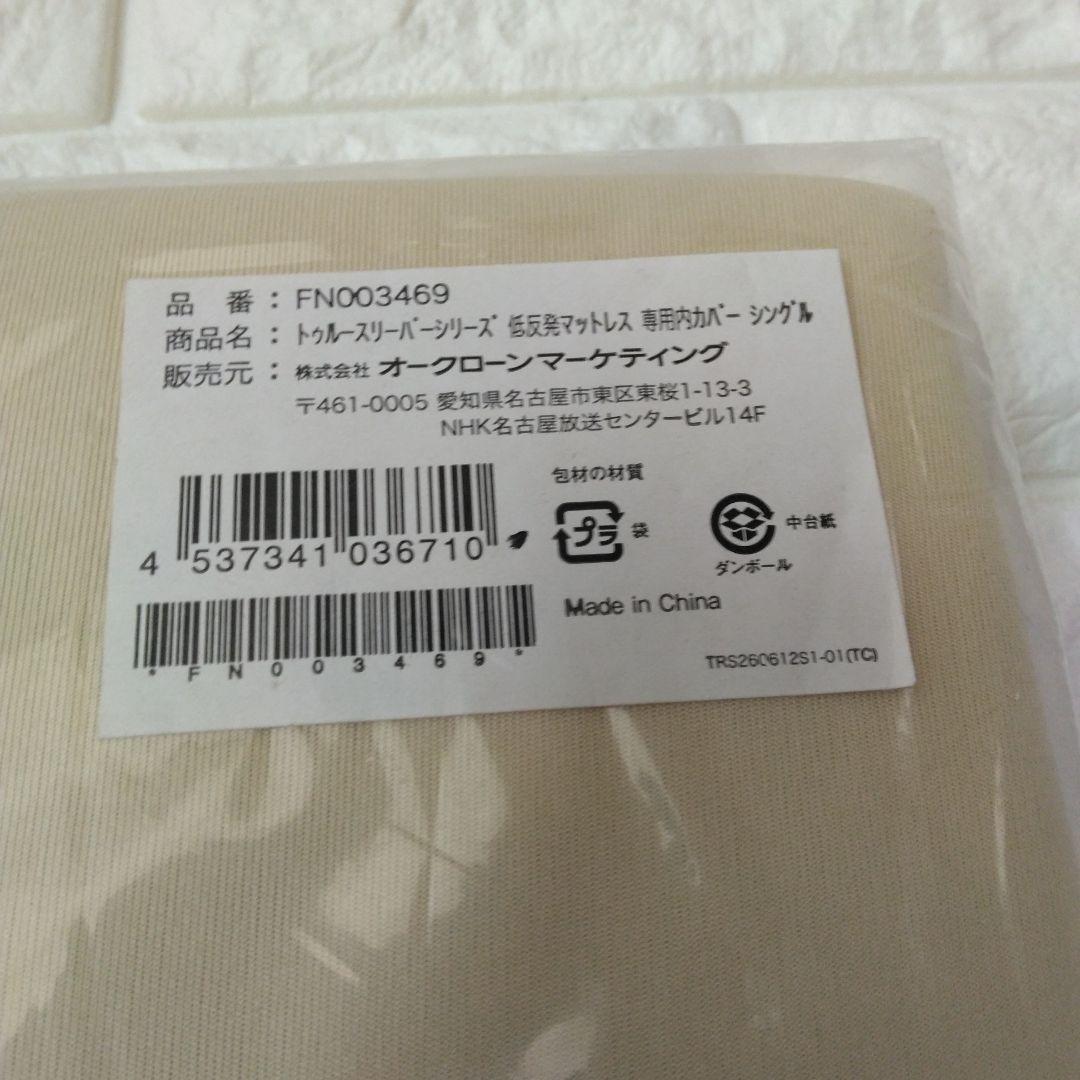 品　番：FN003469
商品名：トゥルースリーパーシリーズ 低反発マットレス 専用内カバー シングル
販売元：株式会社 オークローンマーケティング
〒461-0005 愛知県名古屋市東区東桜1-13-3
NHK名古屋放送センタービル14F
包材の材質
プラ 袋
中台紙
ダンボール
4 537341 036710
Made in China
*FN003469*
TRS260612S1-01(TC)